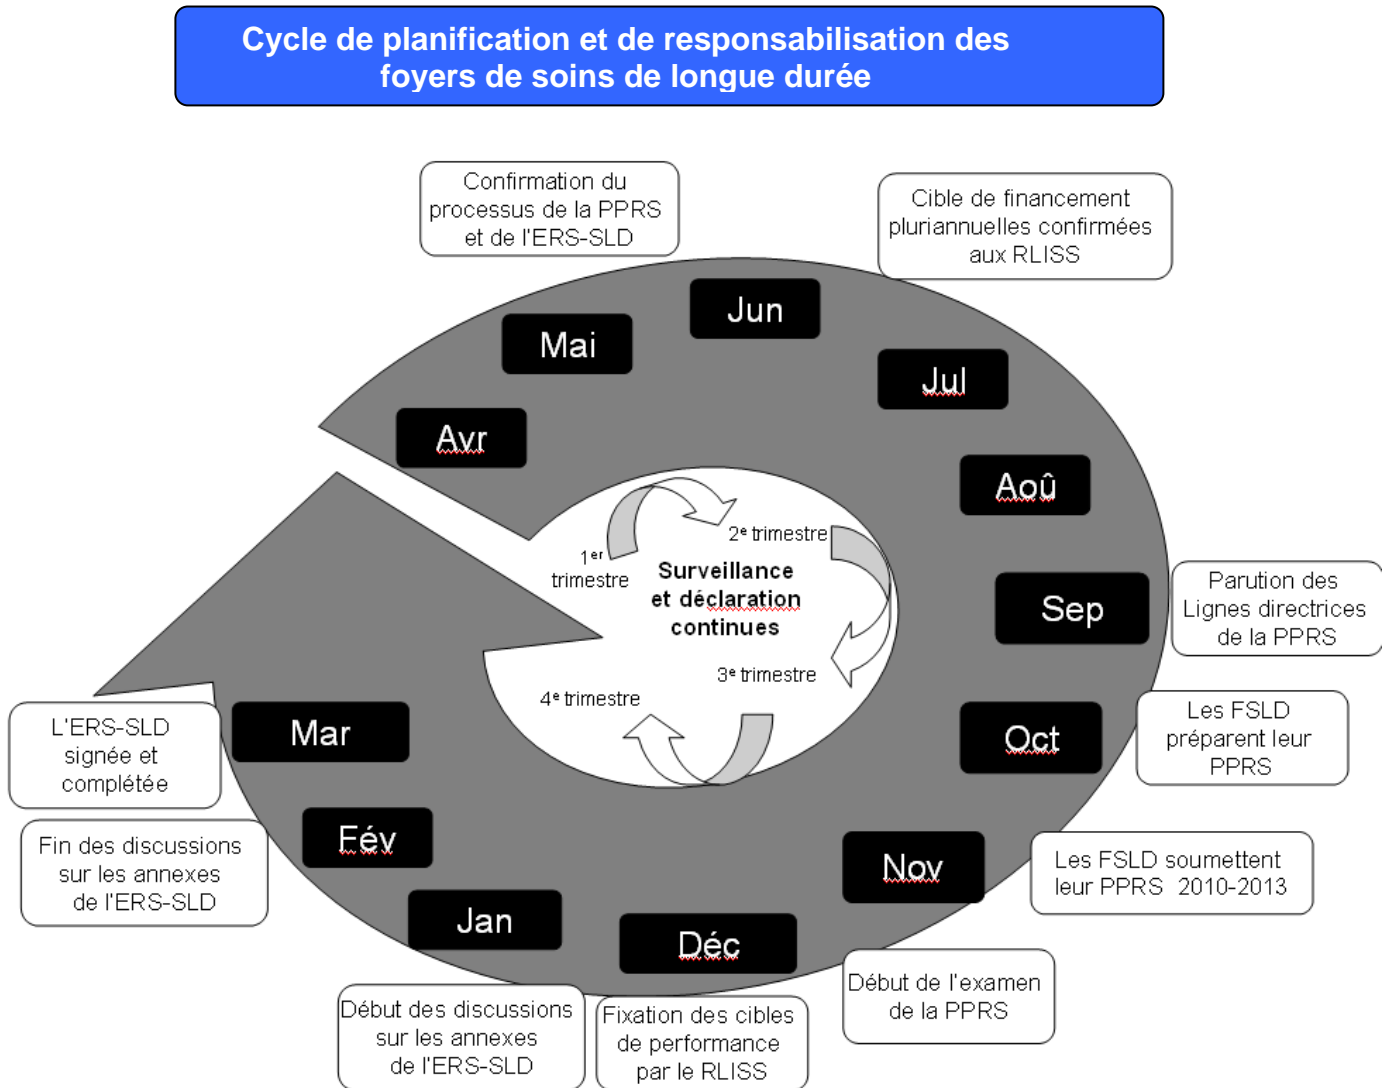 Cycle de planification et de responsabilisation des
foyers de soins de longue durée
Confirmation du
processus de la PPRS
et de l'ERS-SLD
Cible de financement
pluriannuelles confirmées
aux RLISS
Jun
Mai
Jul
Avr
Aoû
Sep
Parution des
Lignes directrices
de la PPRS
1er
trimestre
2e trimestre
Surveillance
et déclaration
continues
3e trimestre
4e trimestre
Oct
Les FSLD
préparent leur
PPRS
Mar
L'ERS-SLD
signée et
complétée
Fév
Fin des discussions
sur les annexes
de l'ERS-SLD
Nov
Les FSLD soumettent
leur PPRS 2010-2013
Jan
Déc
Début de l'examen
de la PPRS
Début des discussions
sur les annexes
de l'ERS-SLD
Fixation des cibles
de performance
par le RLISS